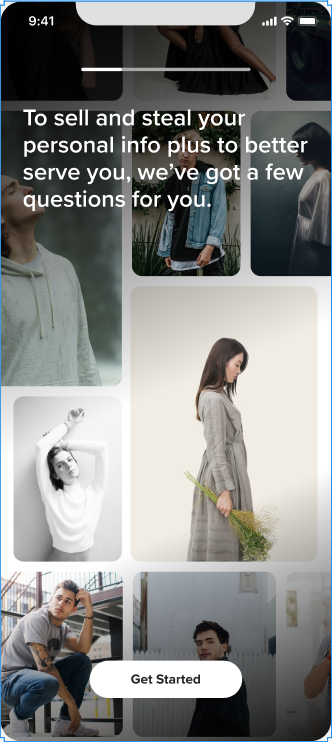 9:41
To sell and steal your
personal info plus to better
serve you, we’ve got a few
questions for you.
Get Started